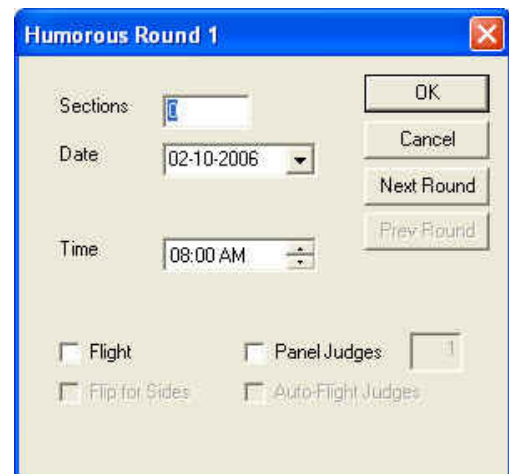 Humorous Round 1
Sections 0
OK
Date 02-10-2006
Cancel
Next Round
Prev Round
Time 08:00 AM
Flight
Panel Judges 1
Flip for Sides
Auto-Flight Judges